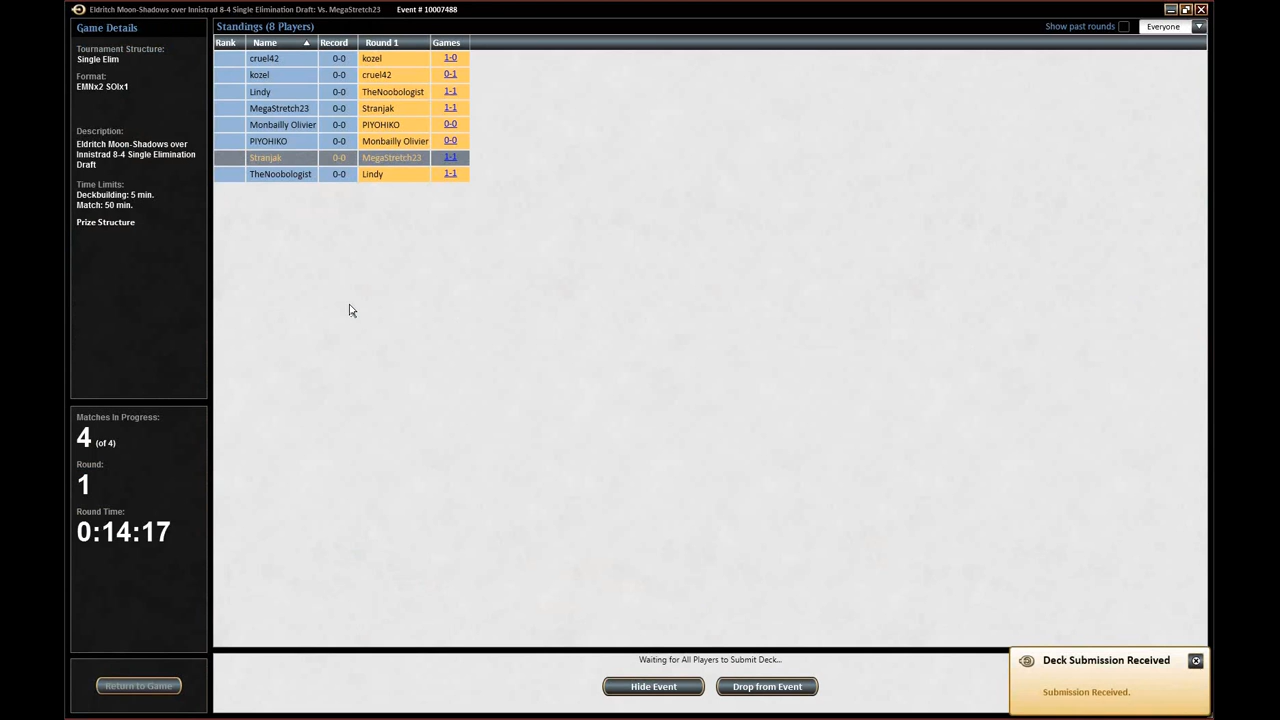 Eldritch Moon-Shadows over Innistrad 8-4 Single Elimination Draft: Vs. MegaStretch23 Event # 10007488
Game Details
Tournament Structure:
Single Elim
Format:
EMNx2 SOIx1
Description:
Eldritch Moon-Shadows over
Innistrad 8-4 Single Elimination
Draft
Time Limits:
Deckbuilding: 5 min.
Match: 50 min.
Prize Structure
Matches In Progress:
4 (of 4)
Round:
1
Round Time:
0:14:17
Return to Game
Standings (8 Players) Show past rounds Everyone
Rank Name Record Round 1 Games
cruel42 0-0 kozel 1-0
kozel 0-0 cruel42 0-1
Lindy 0-0 TheNoobologist 1-1
MegaStretch23 0-0 Stranjak 1-1
Monbailly Olivier 0-0 PIYOHIKO 0-0
PIYOHIKO 0-0 Monbailly Olivier 0-0
Stranjak 0-0 MegaStretch23 1-1
TheNoobologist 0-0 Lindy 1-1
Waiting for All Players to Submit Deck...
Hide Event Drop from Event
Deck Submission Received
Submission Received.